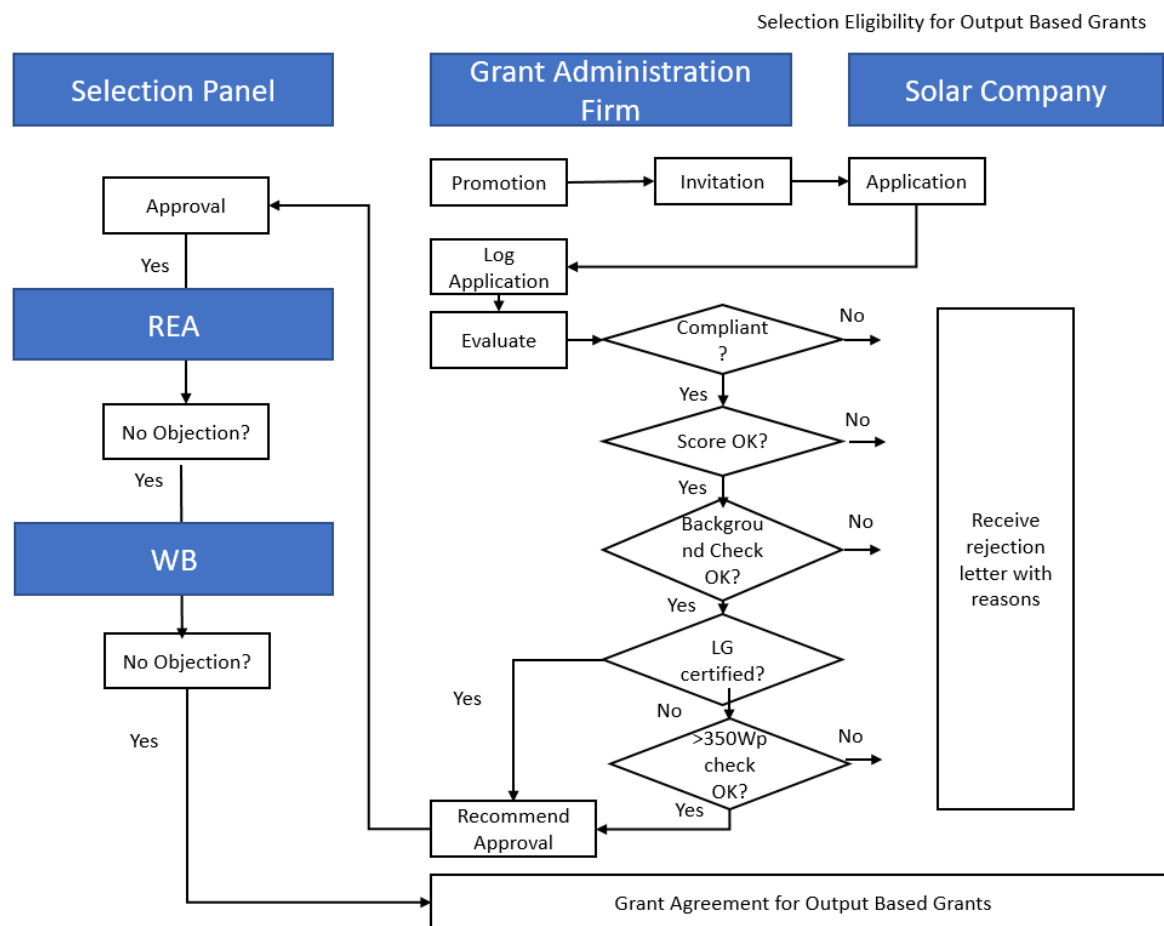 Selection Eligibility for Output Based Grants
Selection Panel
Grant Administration
Firm
Solar Company
Promotion
Invitation
Application
Approval
Yes
Log
Application
REA
Evaluate
Compliant
?
No
Yes
No Objection?
Score OK?
No
Yes
Yes
WB
Backgrou
nd Check
OK?
No
Receive
rejection
letter with
reasons
Yes
No Objection?
LG
certified?
Yes
No
Yes
>350Wp
check
OK?
No
Yes
Recommend
Approval
Grant Agreement for Output Based Grants